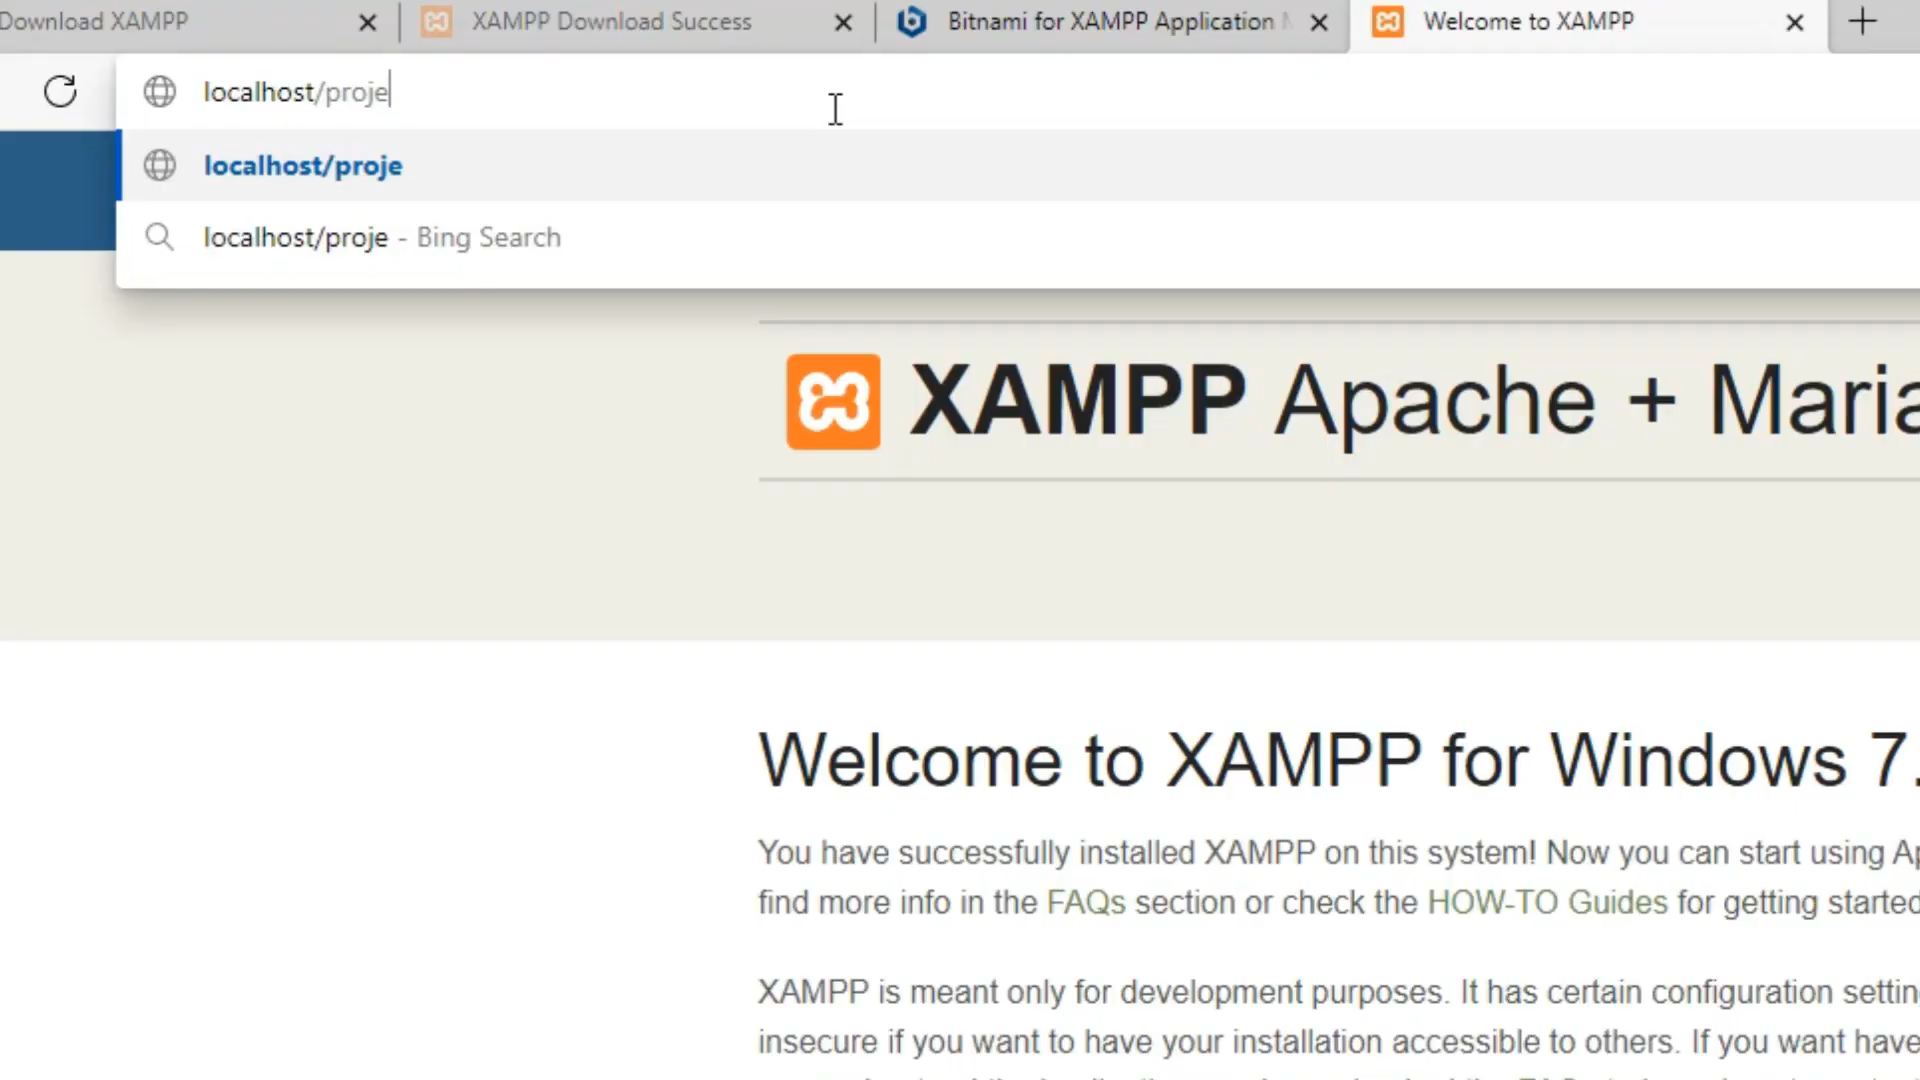 Download XAMPP
XAMPP Download Success
Bitnami for XAMPP Application
Welcome to XAMPP
localhost/proje
localhost/proje
localhost/proje - Bing Search
XAMPP Apache + Maria
Welcome to XAMPP for Windows 7.
You have successfully installed XAMPP on this system! Now you can start using Ap
find more info in the FAQs section or check the HOW-TO Guides for getting started
XAMPP is meant only for development purposes. It has certain configuration settin
insecure if you want to have your installation accessible to others. If you want have